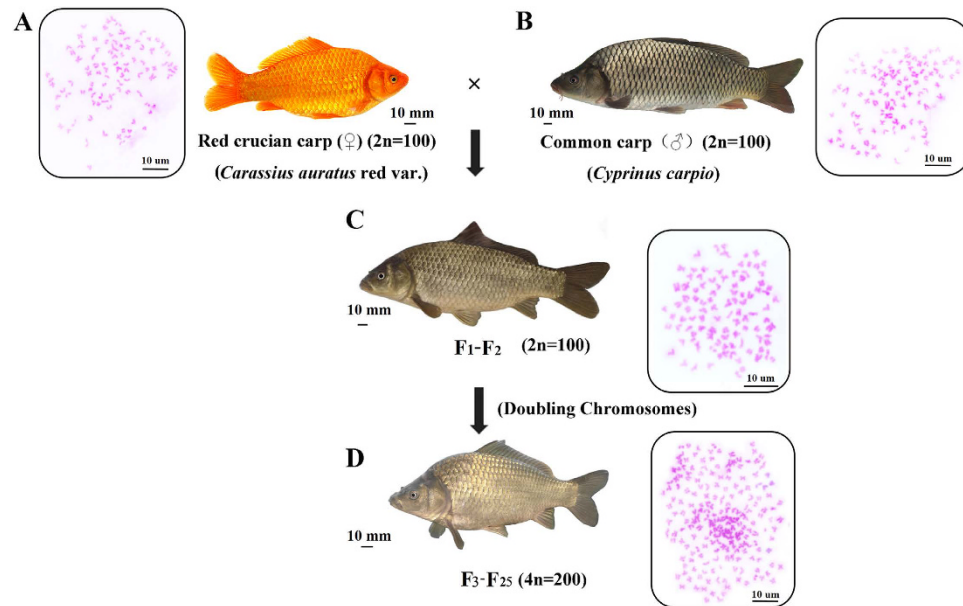 A
B
10 um
10 mm
×
10 mm
10 um
Red crucian carp (♀) (2n=100)
Common carp （♂）(2n=100)
(Carassius auratus red var.)
(Cyprinus carpio)
C
10 mm
F1-F2 (2n=100)
10 um
(Doubling Chromosomes)
D
10 mm
F3-F25 (4n=200)
10 um